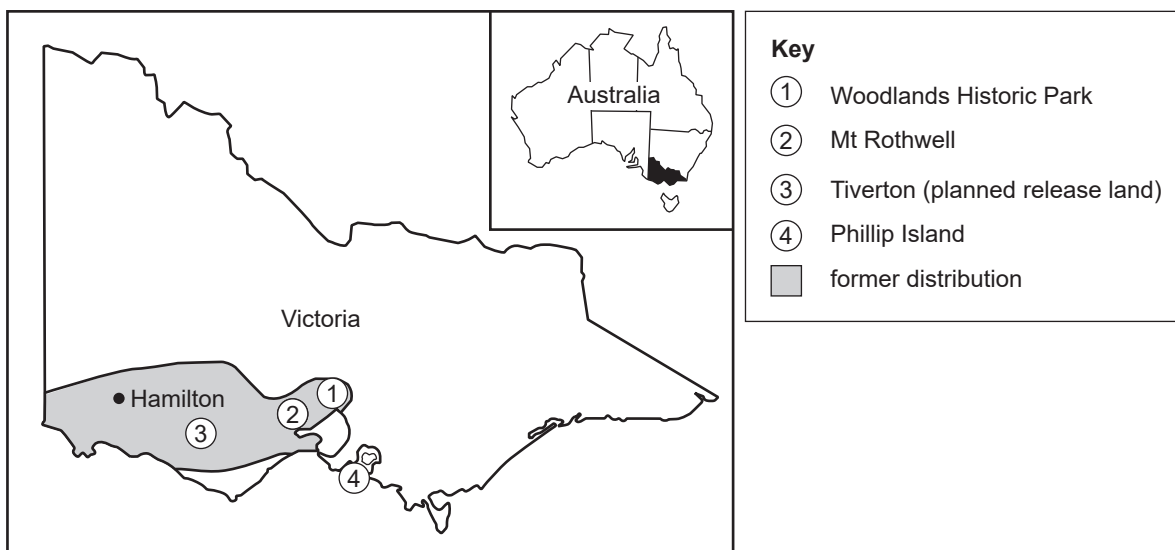 Australia
Victoria
Hamilton
1
2
3
4
Key
1 Woodlands Historic Park
2 Mt Rothwell
3 Tiverton (planned release land)
4 Phillip Island
former distribution